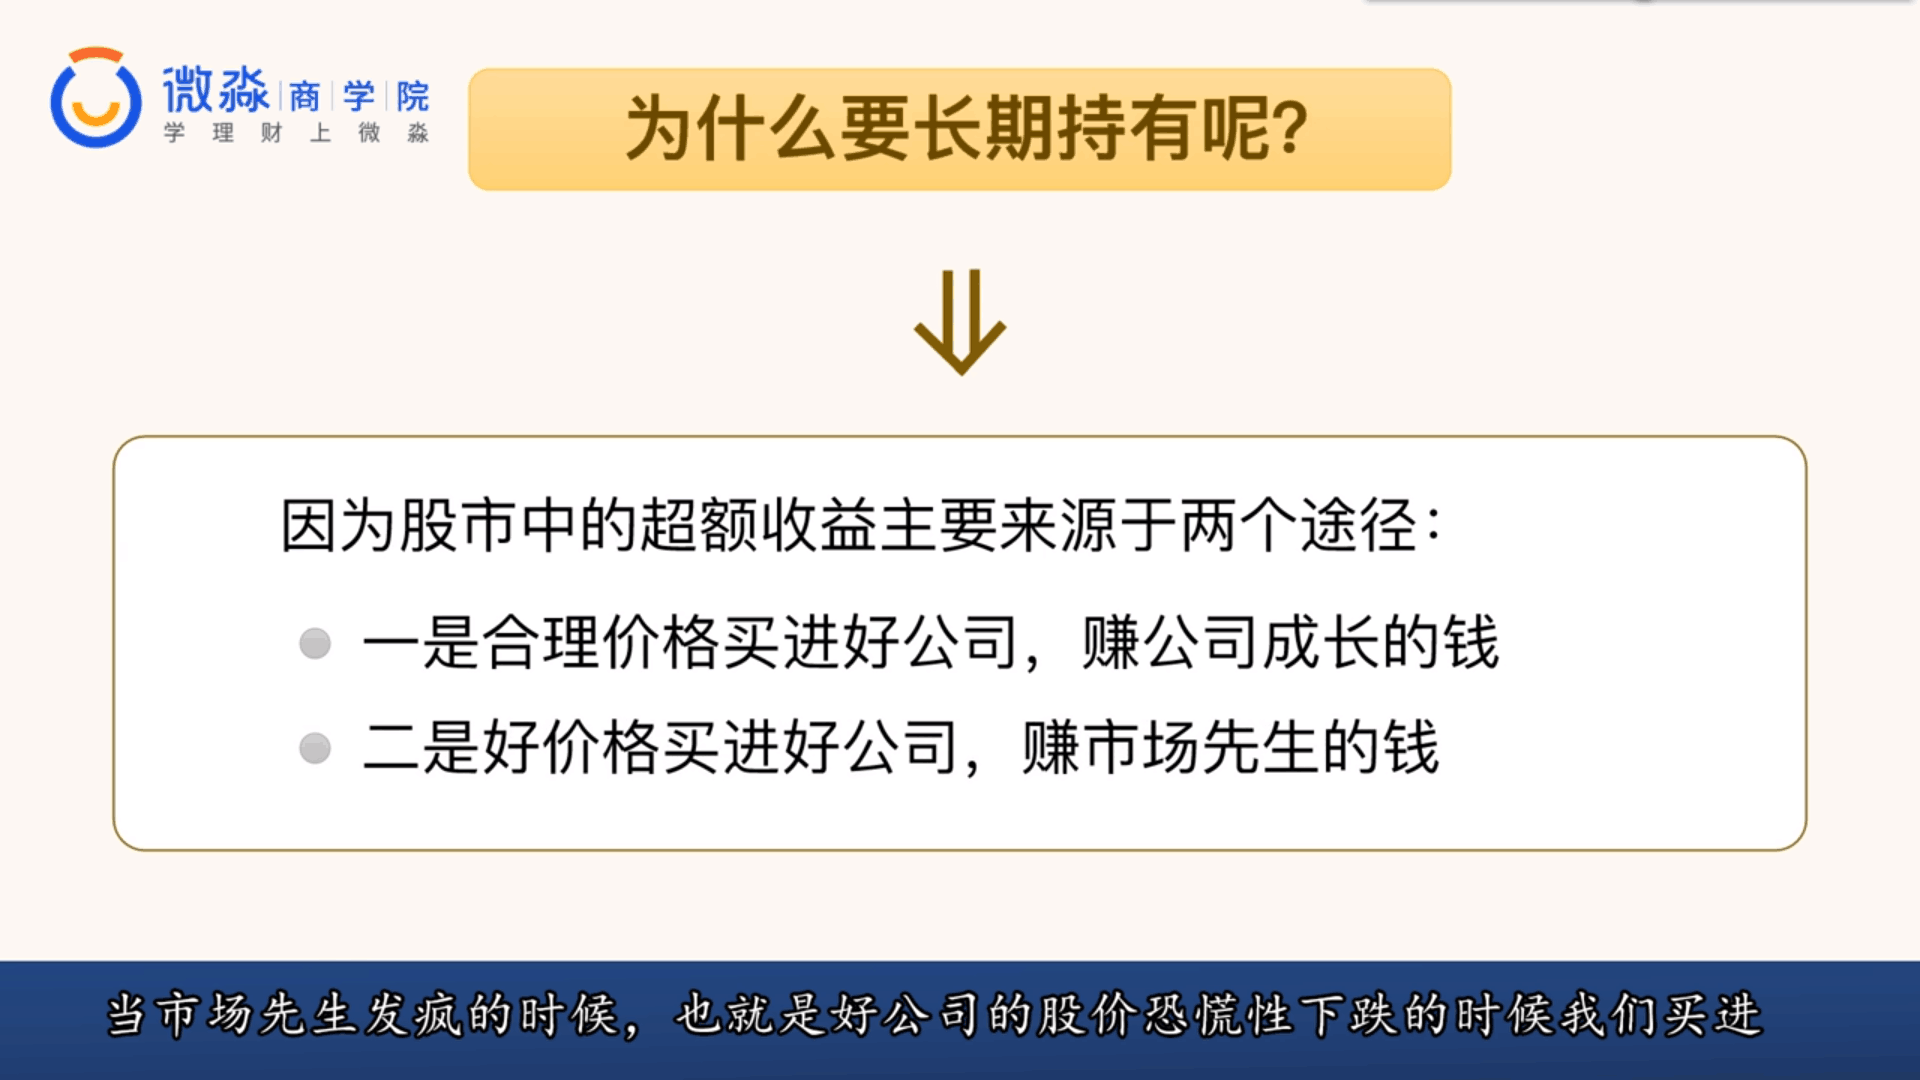 微淼商学院
学理财上微淼
为什么要长期持有呢?
因为股市中的超额收益主要来源于两个途径：
一是合理价格买进好公司，赚公司成长的钱
二是好价格买进好公司，赚市场先生的钱
当市场先生发疯的时候，也就是好公司的股价恐慌性下跌的时候我们买进